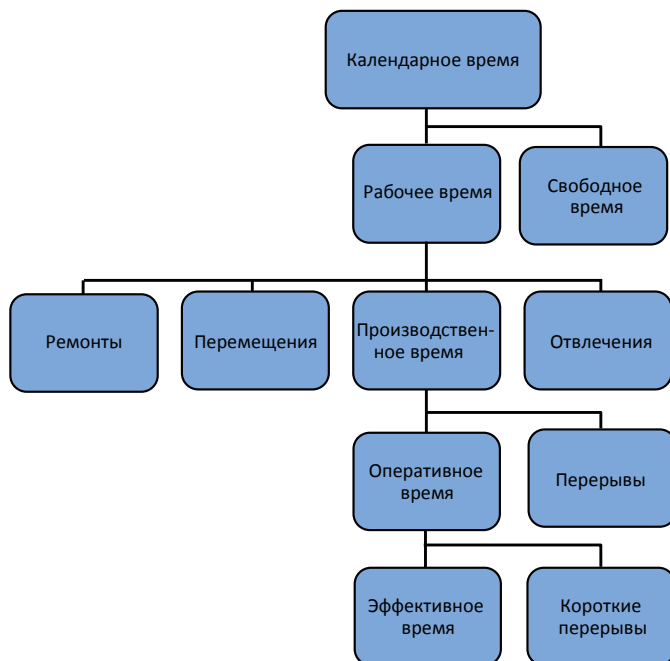 Календарное время
Рабочее время
Свободное
время
Ремонты
Перемещения
Производствен-
ное время
Отвлечения
Оперативное
время
Перерывы
Эффективное
время
Короткие
перерывы